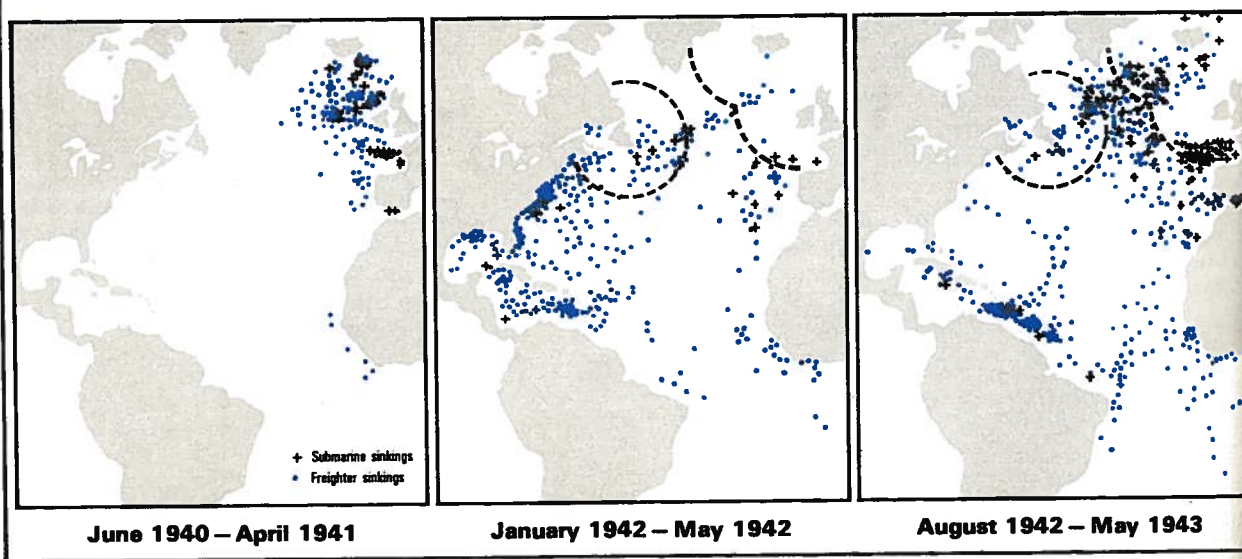 + Submarine sinkings
• Freighter sinkings
June 1940 – April 1941
January 1942 – May 1942
August 1942 – May 1943